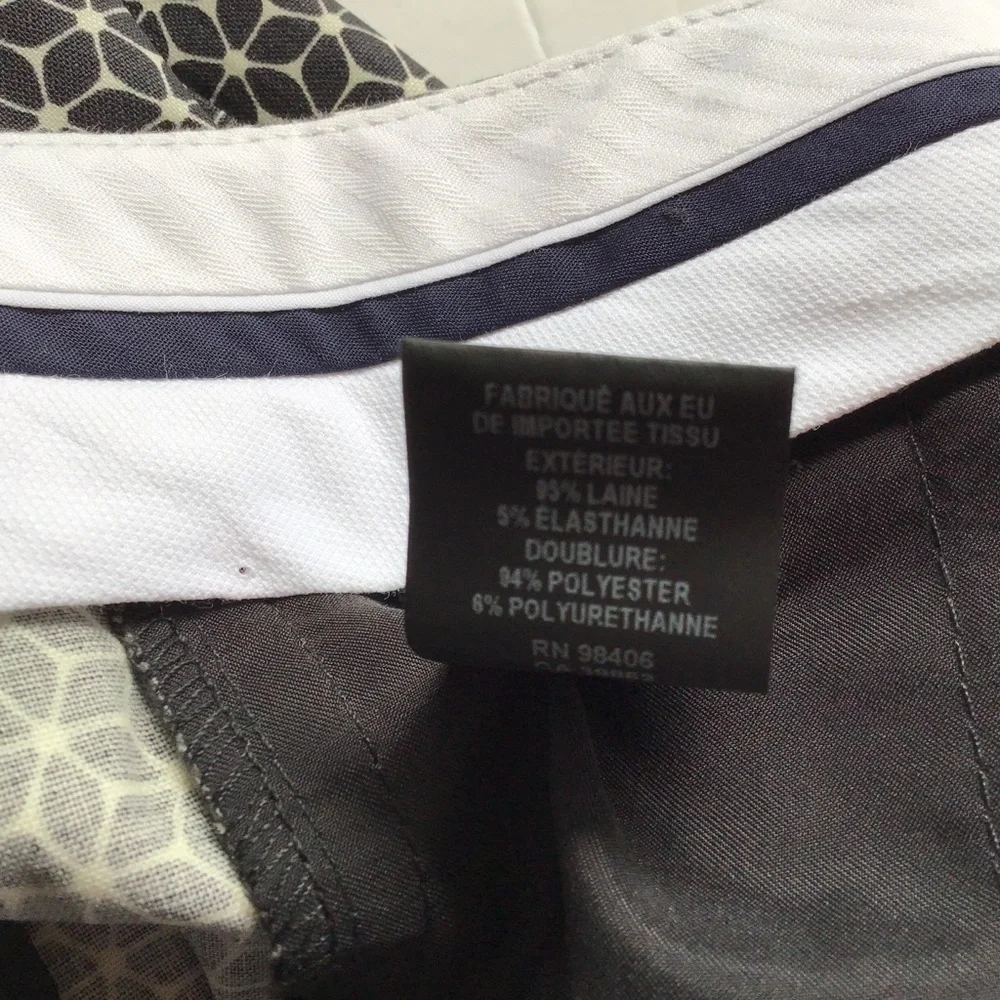 FABRIQUÉ AUX EU
DE IMPORTEE TISSU
EXTÉRIEUR:
95% LAINE
5% ÉLASTHANNE
DOUBLURE:
94% POLYESTER
6% POLYURETHANNE
RN 98406